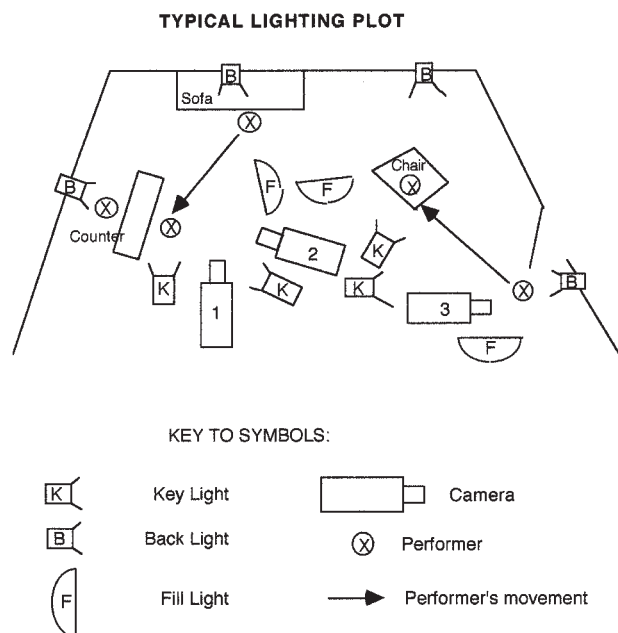 TYPICAL LIGHTING PLOT
B
B
Sofa
X
Chair
X
F
F
B
X
Counter
X
2
K
K
1
K
K
3
X
B
F
KEY TO SYMBOLS:
K Key Light
Camera
B Back Light
X Performer
F Fill Light
Performer's movement